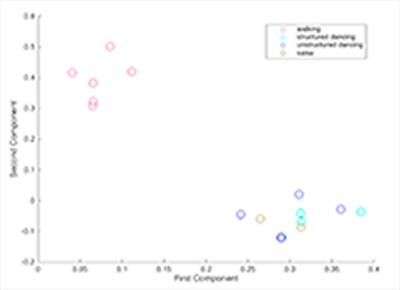 0.6
0.5
0.4
0.3
0.2
0.1
0
-0.1
-0.2
Second Component
0 0.05 0.1 0.15 0.2 0.25 0.3 0.35 0.4
First Component
walking
structured dancing
unstructured dancing